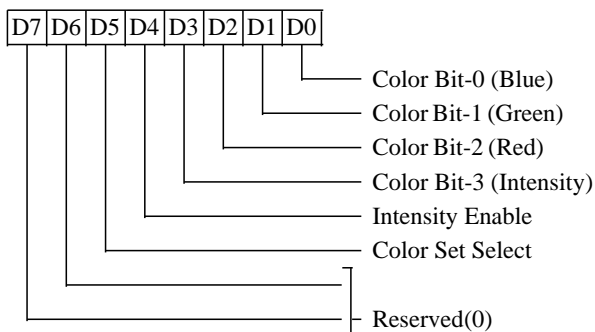 D7 D6 D5 D4 D3 D2 D1 D0
Color Bit-0 (Blue)
Color Bit-1 (Green)
Color Bit-2 (Red)
Color Bit-3 (Intensity)
Intensity Enable
Color Set Select
Reserved(0)